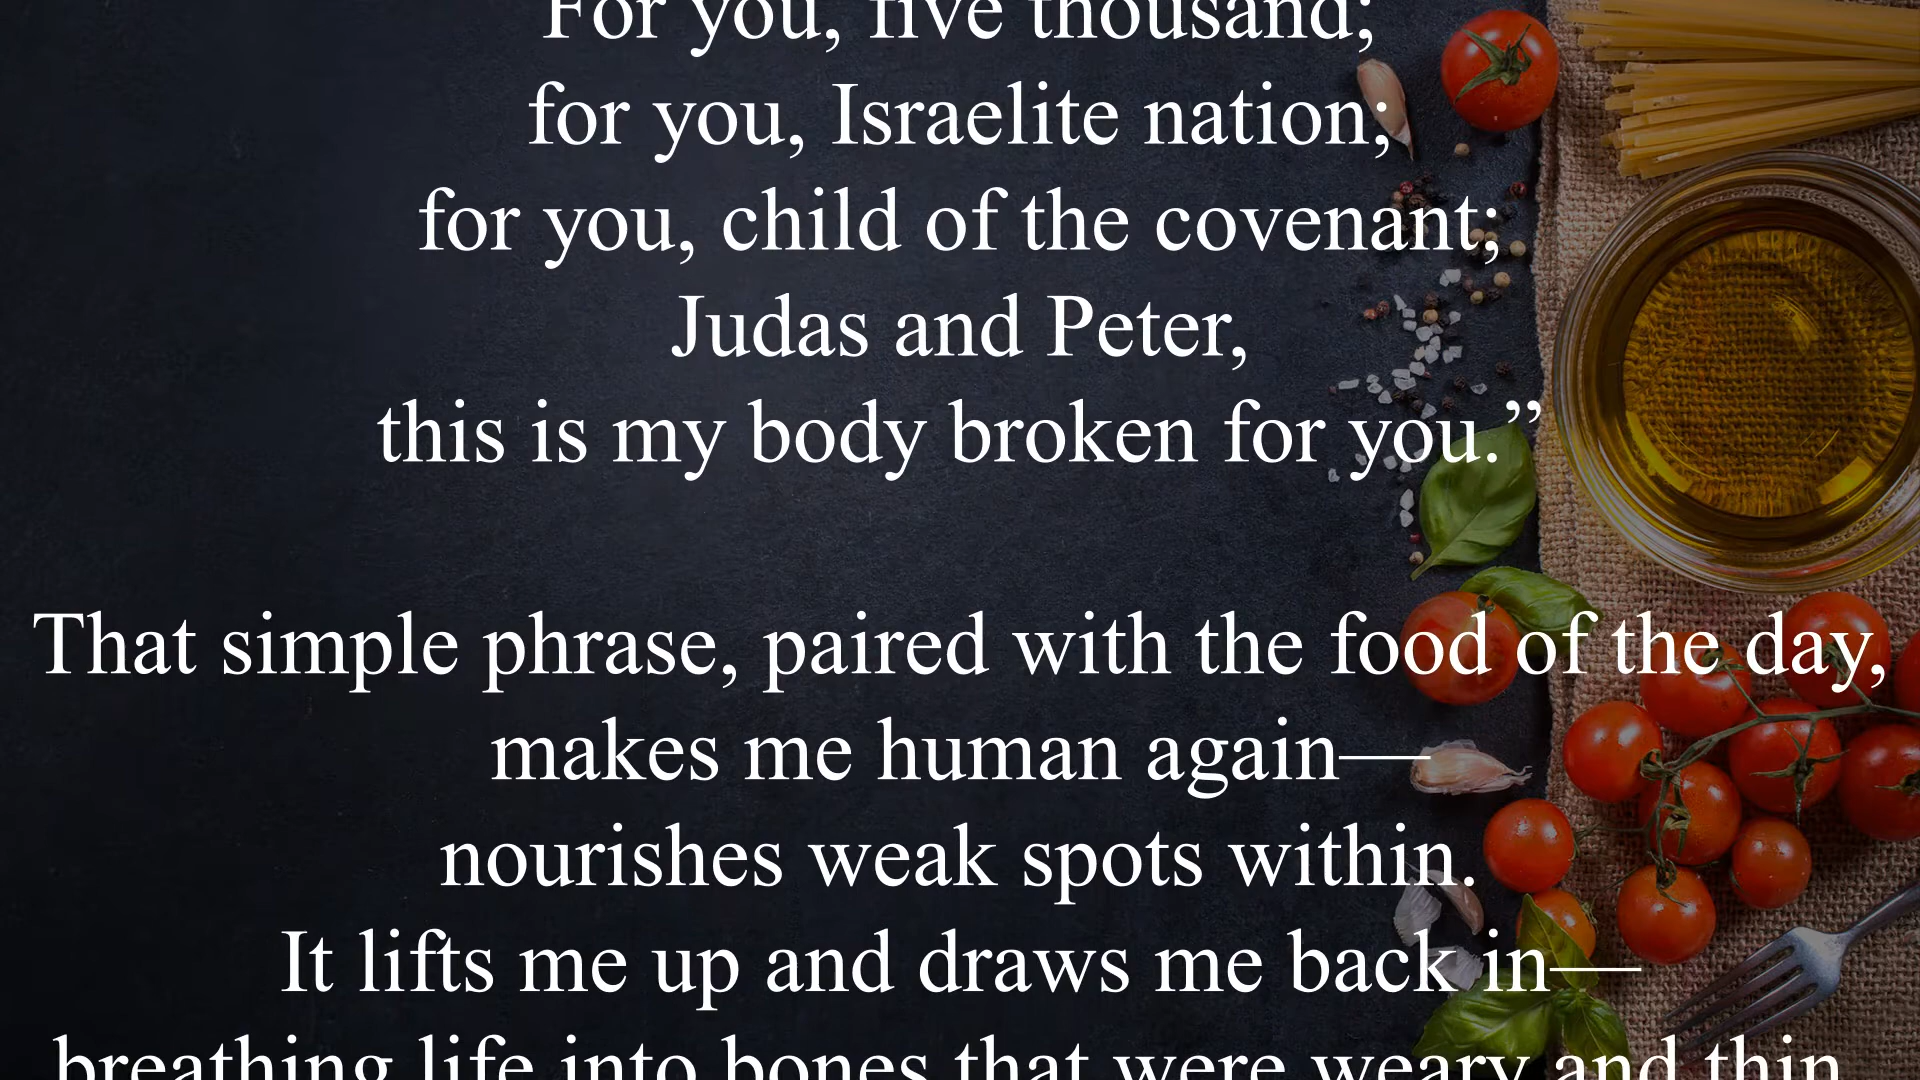 For you, five thousand;
for you, Israelite nation;
for you, child of the covenant;
Judas and Peter,
this is my body broken for you.”
That simple phrase, paired with the food of the day,
makes me human again—
nourishes weak spots within.
It lifts me up and draws me back in—
breathing life into bones that were weary and thin